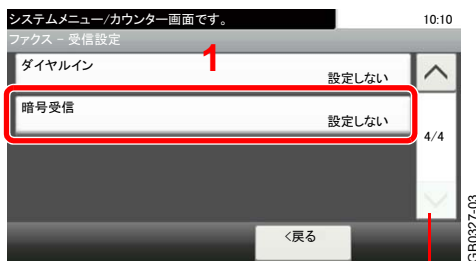 システムメニュー/カウンター画面です。
10:10
ファクス - 受信設定
1
ダイヤルイン
設定しない
暗号受信
設定しない
4/4
<戻る
GB0327-03